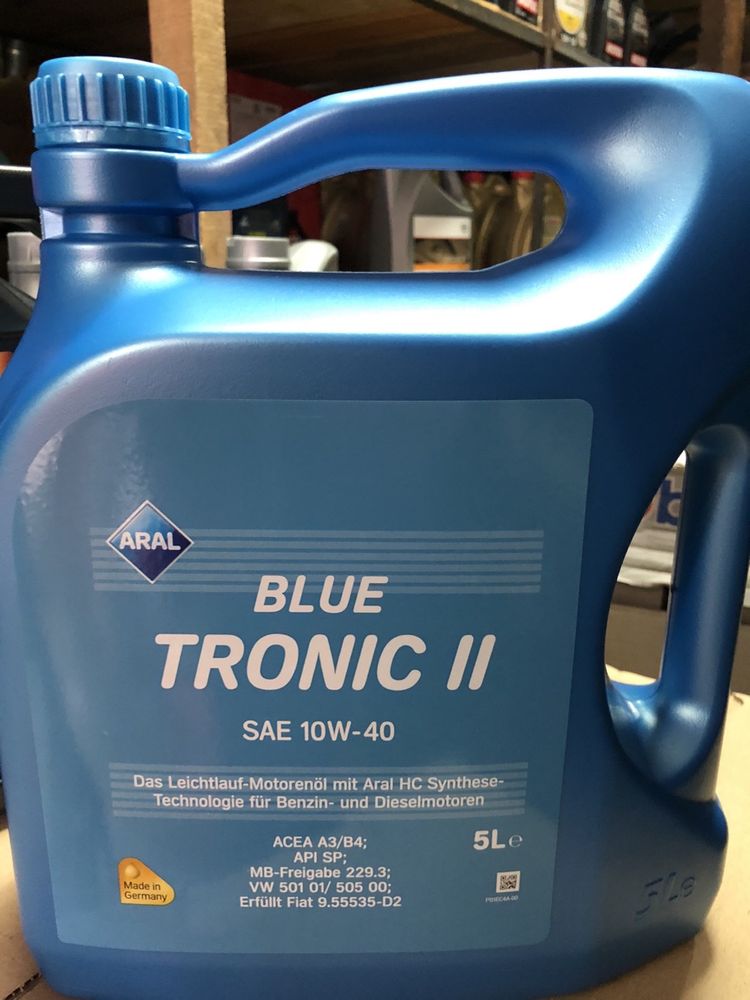 ARAL
BLUE
TRONIC II
SAE 10W-40
Das Leichtlauf-Motorenöl mit Aral HC Synthese-
Technologie für Benzin- und Dieselmotoren
ACEA A3/B4;
API SP;
MB-Freigabe 229.3;
VW 501 01/ 505 00;
Erfüllt Fiat 9.55535-D2
5L e
Made in
Germany
5L e